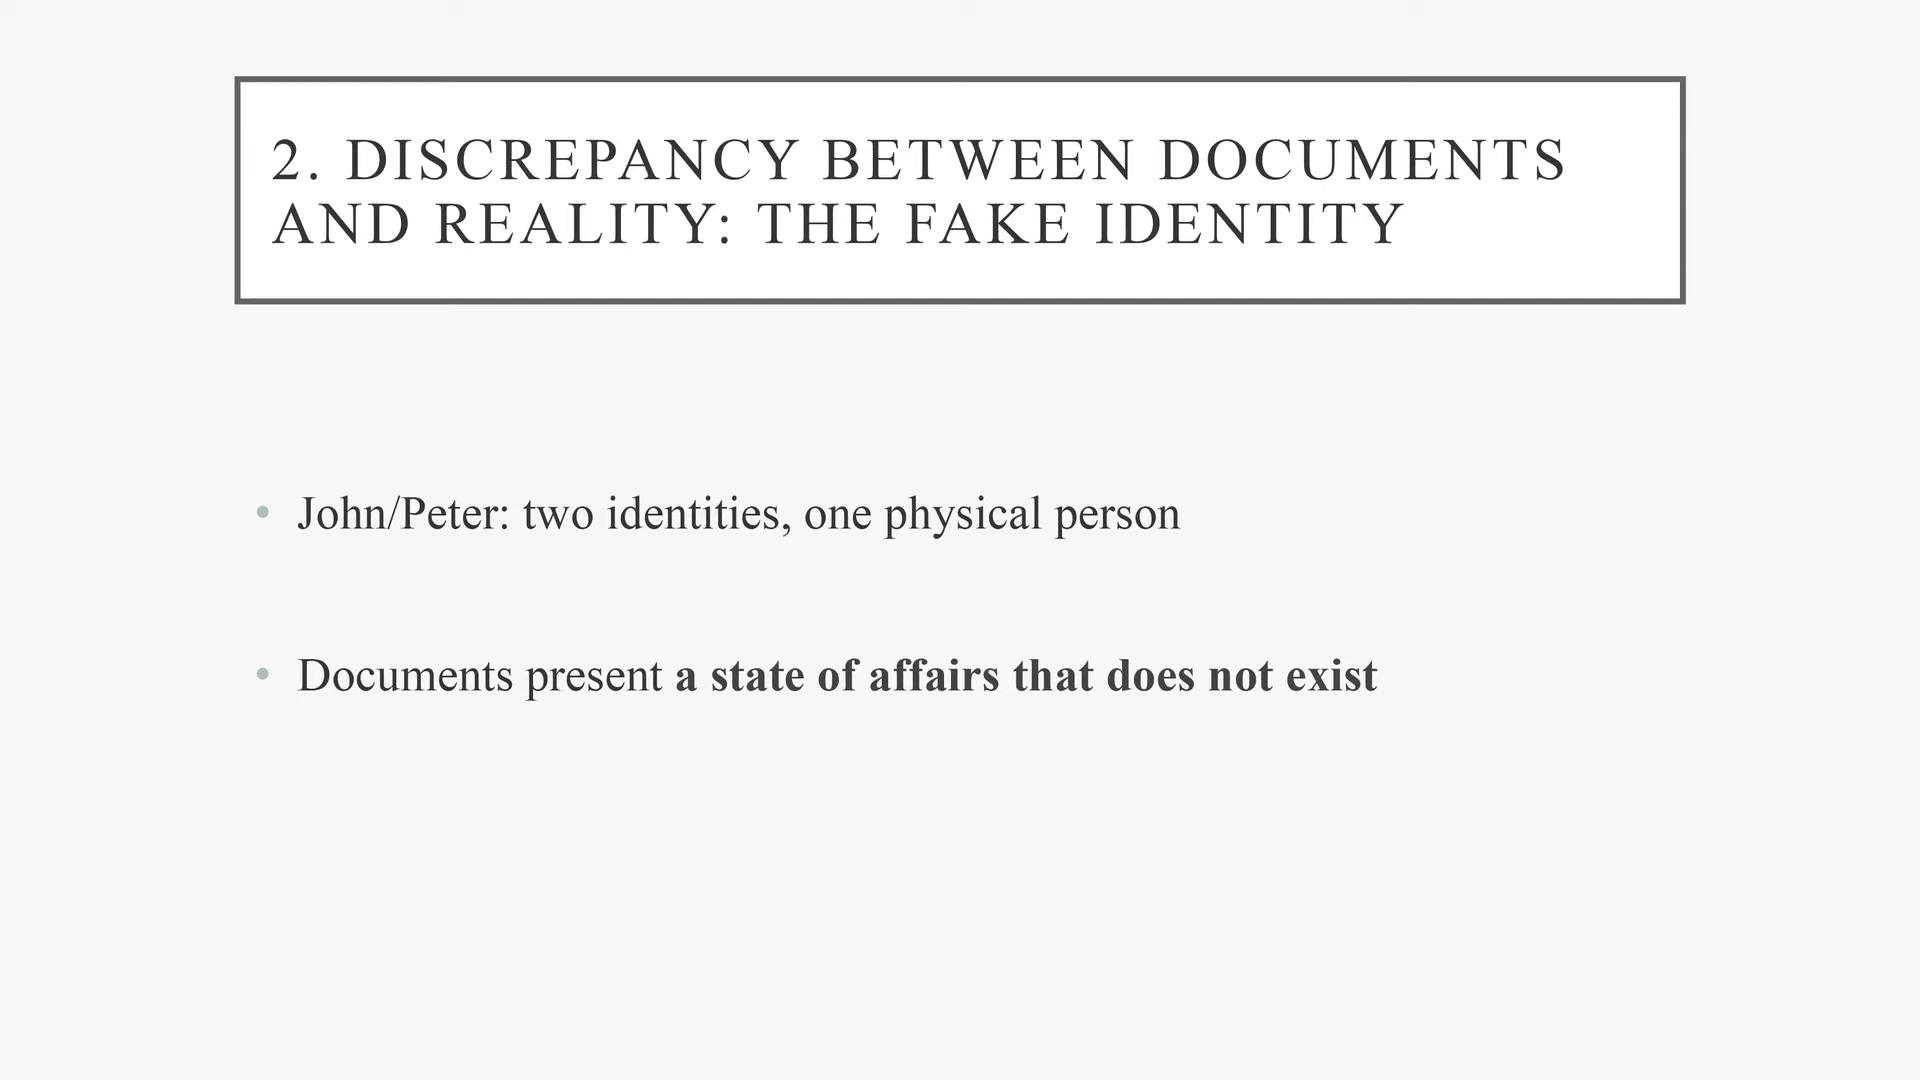 2. DISCREPANCY BETWEEN DOCUMENTS
AND REALITY: THE FAKE IDENTITY
• John/Peter: two identities, one physical person
• Documents present a state of affairs that does not exist